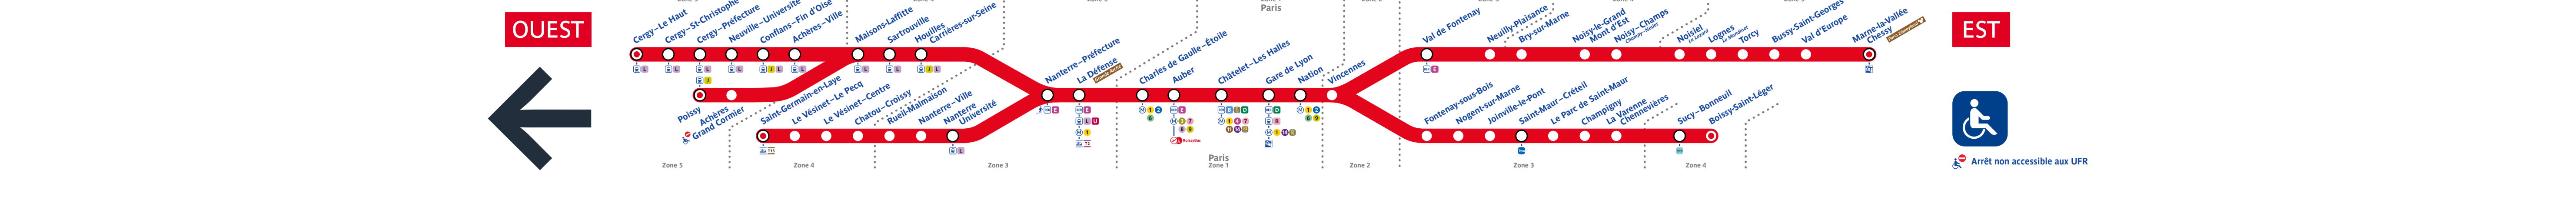 OUEST
Cergy–Le Haut
Cergy–St-Christophe
Cergy–Préfecture
Neuville–Université
Conflans–Fin d'Oise
Achères–Ville
Maisons-Laffitte
Sartrouville
Houilles
Carrières-sur-Seine
Poissy
Achères
Grand Cormier
Saint-Germain-en-Laye
Le Vésinet–Le Pecq
Le Vésinet–Centre
Chatou–Croissy
Rueil-Malmaison
Nanterre–Ville
Nanterre
Université
Nanterre–Préfecture
La Défense
Grande Arche
Charles de Gaulle–Étoile
Auber
Châtelet–Les Halles
Gare de Lyon
Nation
Vincennes
Paris
Val de Fontenay
Neuilly-Plaisance
Bry-sur-Marne
Noisy-le-Grand
Mont d'Est
Noisy–Champs
Noisiel
Le Luzard
Lognes
Le Mandinet
Torcy
Bussy-Saint-Georges
Val d'Europe
Marne-la-Vallée
Chessy
Fontenay-sous-Bois
Nogent-sur-Marne
Joinville-le-Pont
Saint-Maur–Créteil
Le Parc de Saint-Maur
Champigny
La Varenne
Chennevières
Sucy–Bonneuil
Boissy-Saint-Léger
Zone 5
Zone 4
Zone 3
Paris
Zone 1
Zone 2
Zone 3
Zone 4
EST
Arrêt non accessible aux UFR